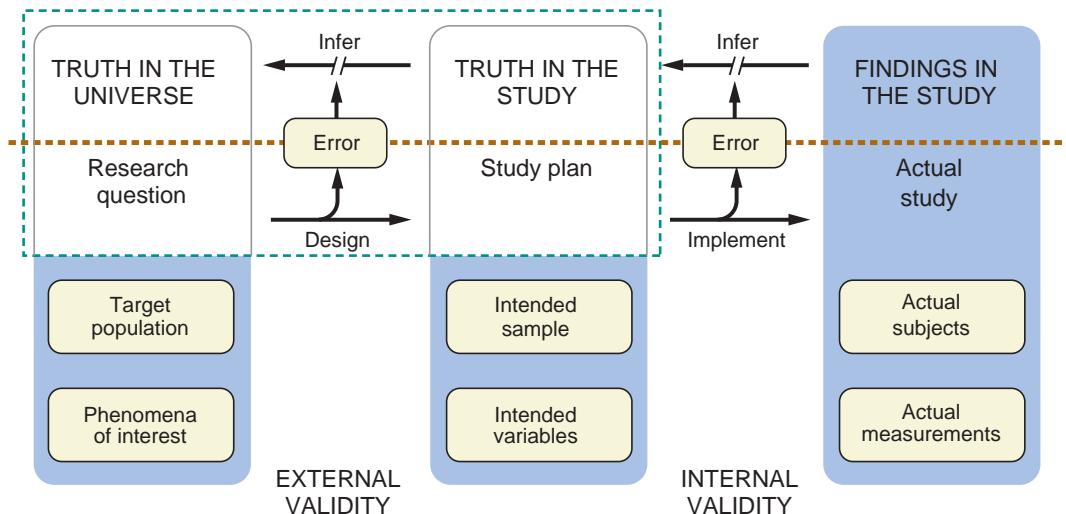 Infer
Infer
TRUTH IN THE
UNIVERSE
TRUTH IN THE
STUDY
FINDINGS IN
THE STUDY
Error
Error
Research
question
Study plan
Actual
study
Design
Implement
Target
population
Intended
sample
Actual
subjects
Phenomena
of interest
Intended
variables
Actual
measurements
EXTERNAL
VALIDITY
INTERNAL
VALIDITY